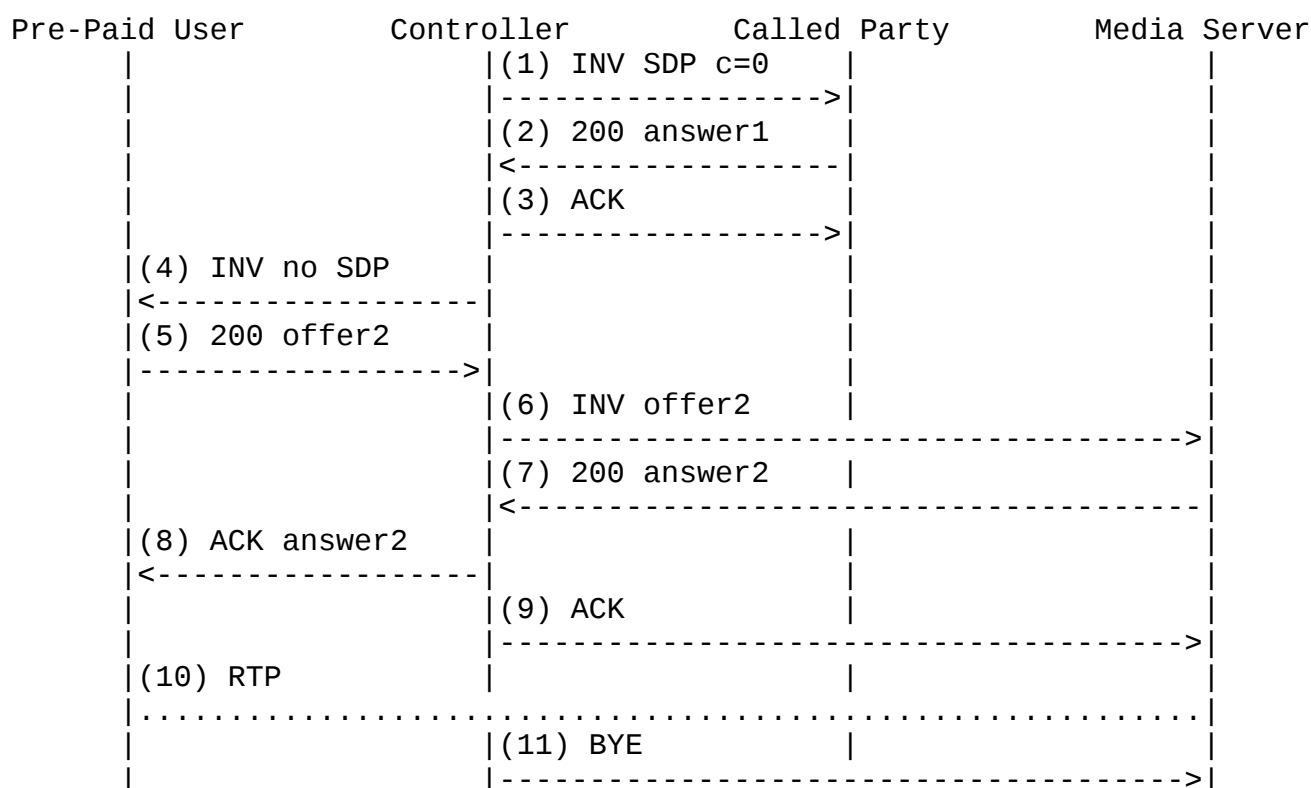 Pre-Paid User Controller Called Party Media Server
(1) INV SDP c=0
(2) 200 answer1
(3) ACK
(4) INV no SDP
(5) 200 offer2
(6) INV offer2
(7) 200 answer2
(8) ACK answer2
(9) ACK
(10) RTP
(11) BYE